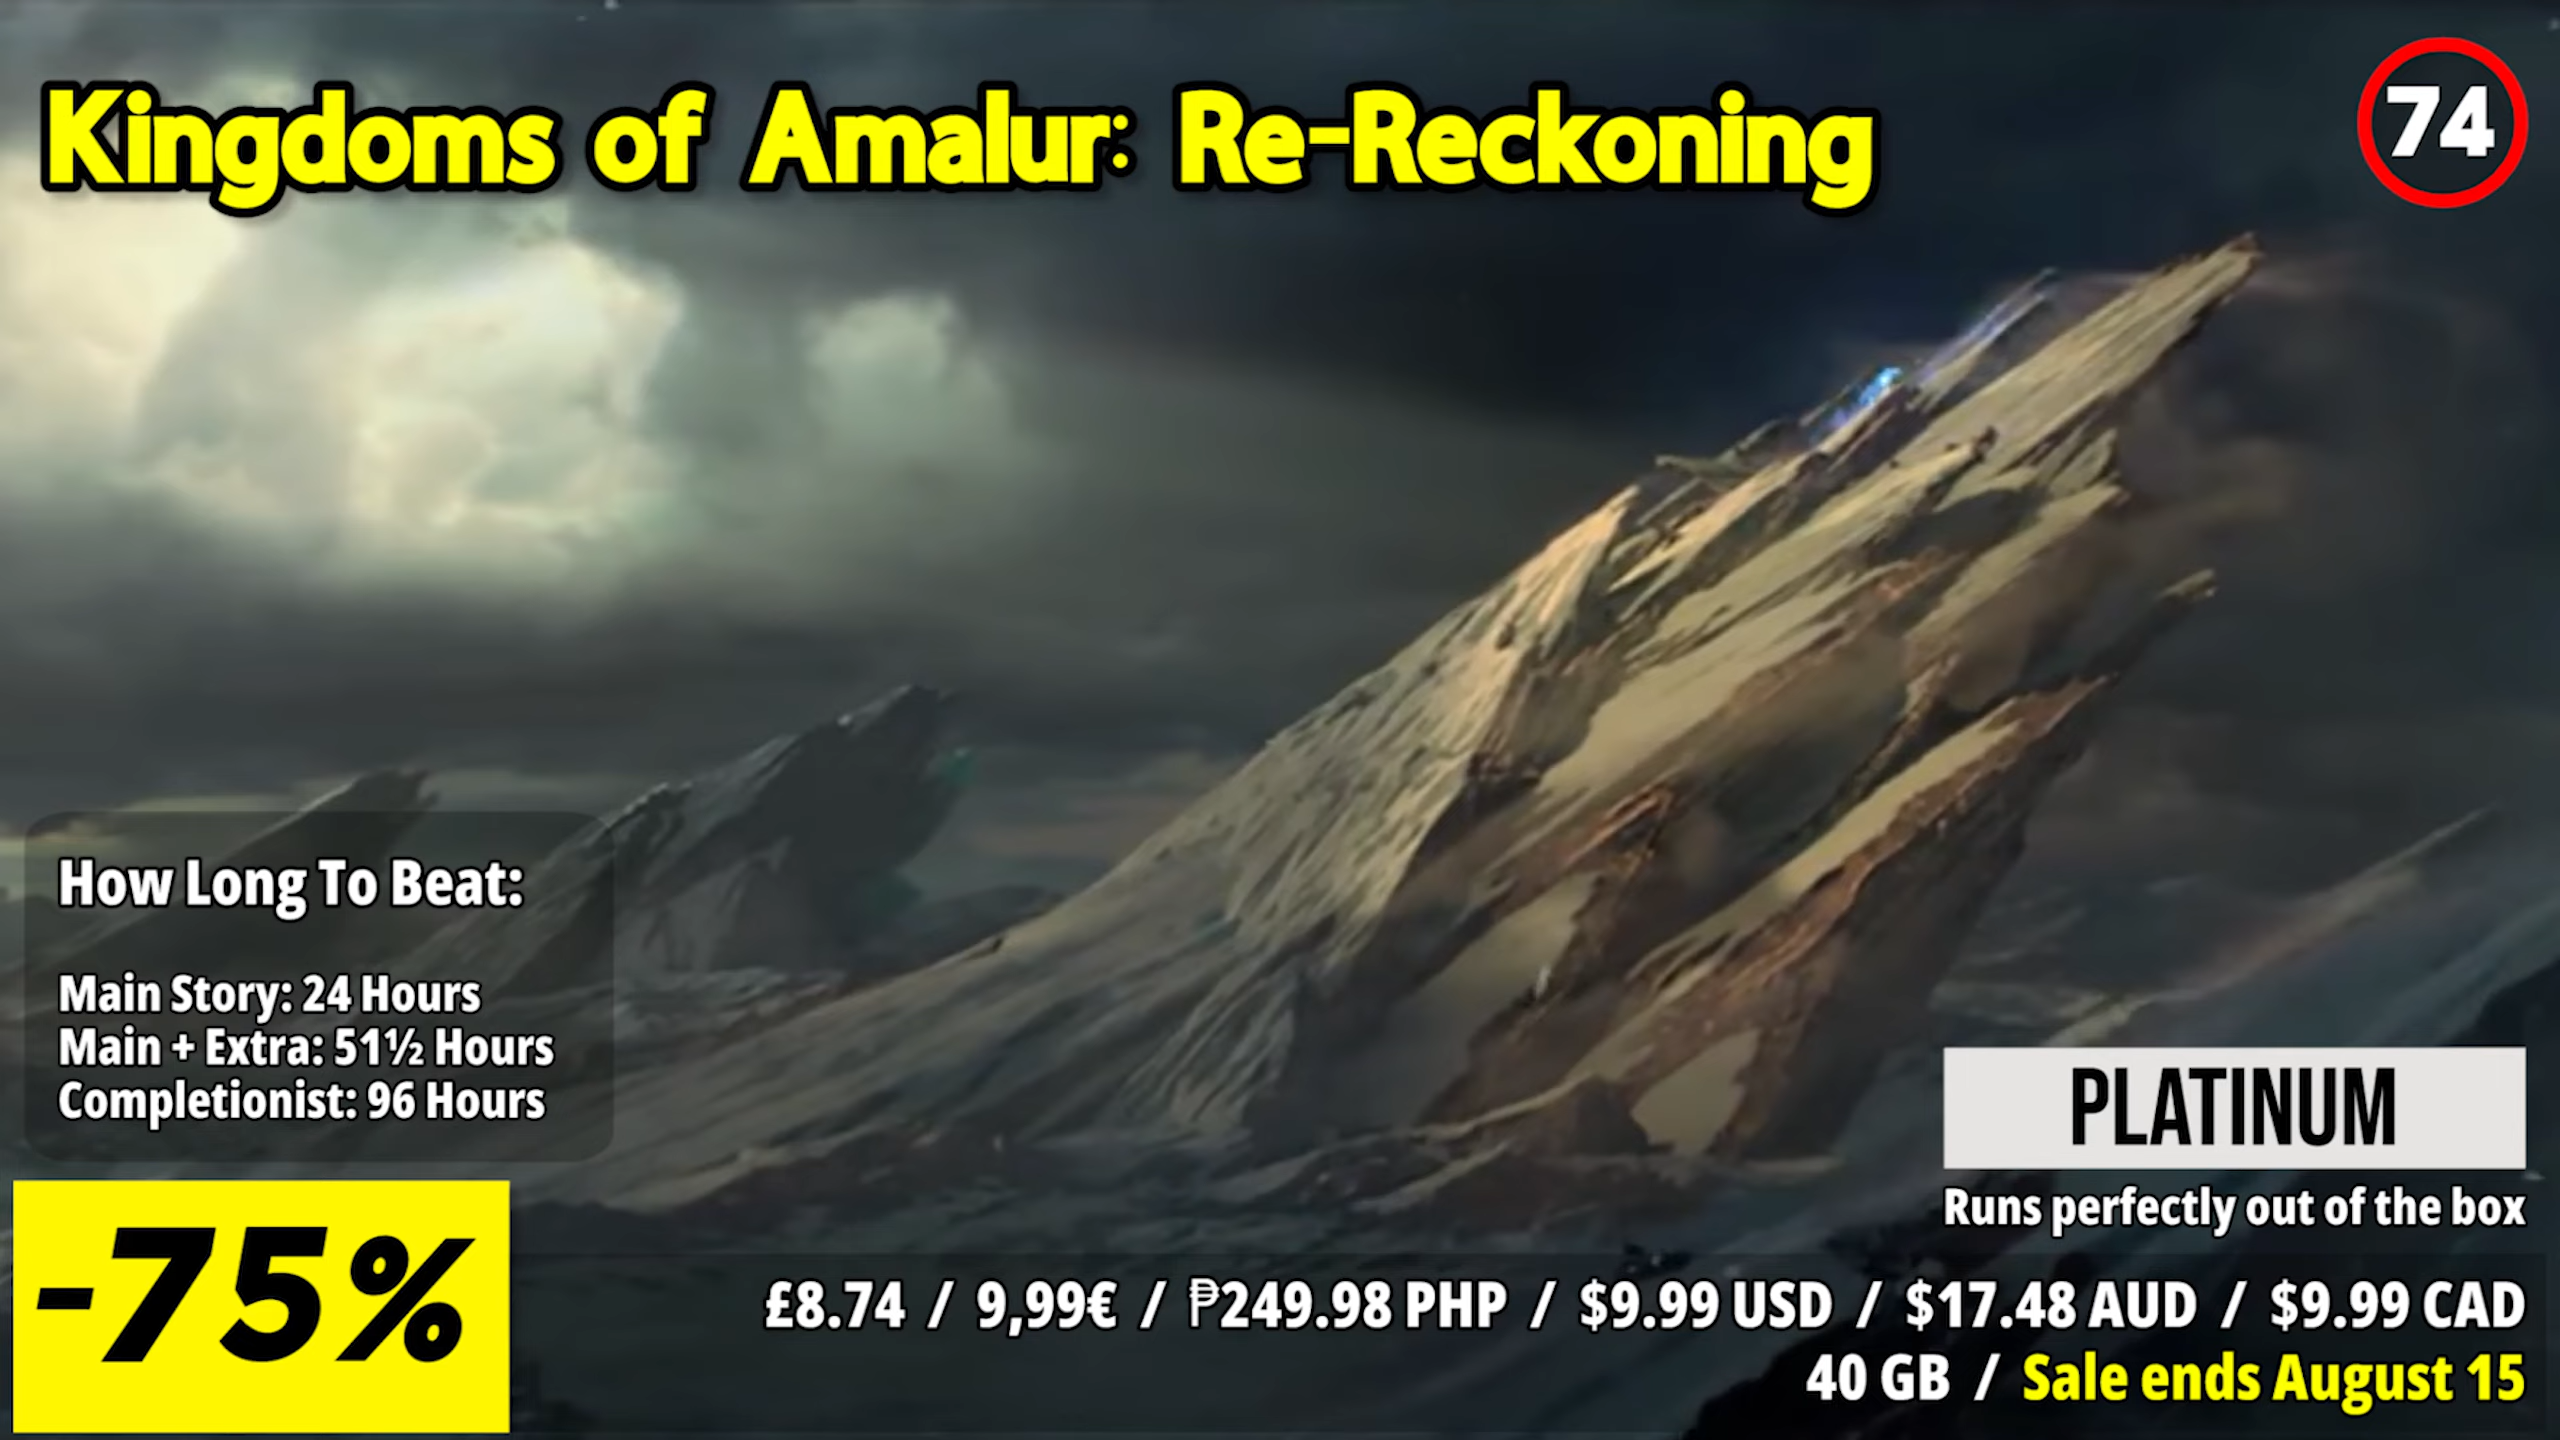 Kingdoms of Amalur: Re-Reckoning
74
How Long To Beat:
Main Story: 24 Hours
Main + Extra: 51½ Hours
Completionist: 96 Hours
PLATINUM
Runs perfectly out of the box
-75%
£8.74 / 9,99€ / ₱249.98 PHP / $9.99 USD / $17.48 AUD / $9.99 CAD
40 GB / Sale ends August 15